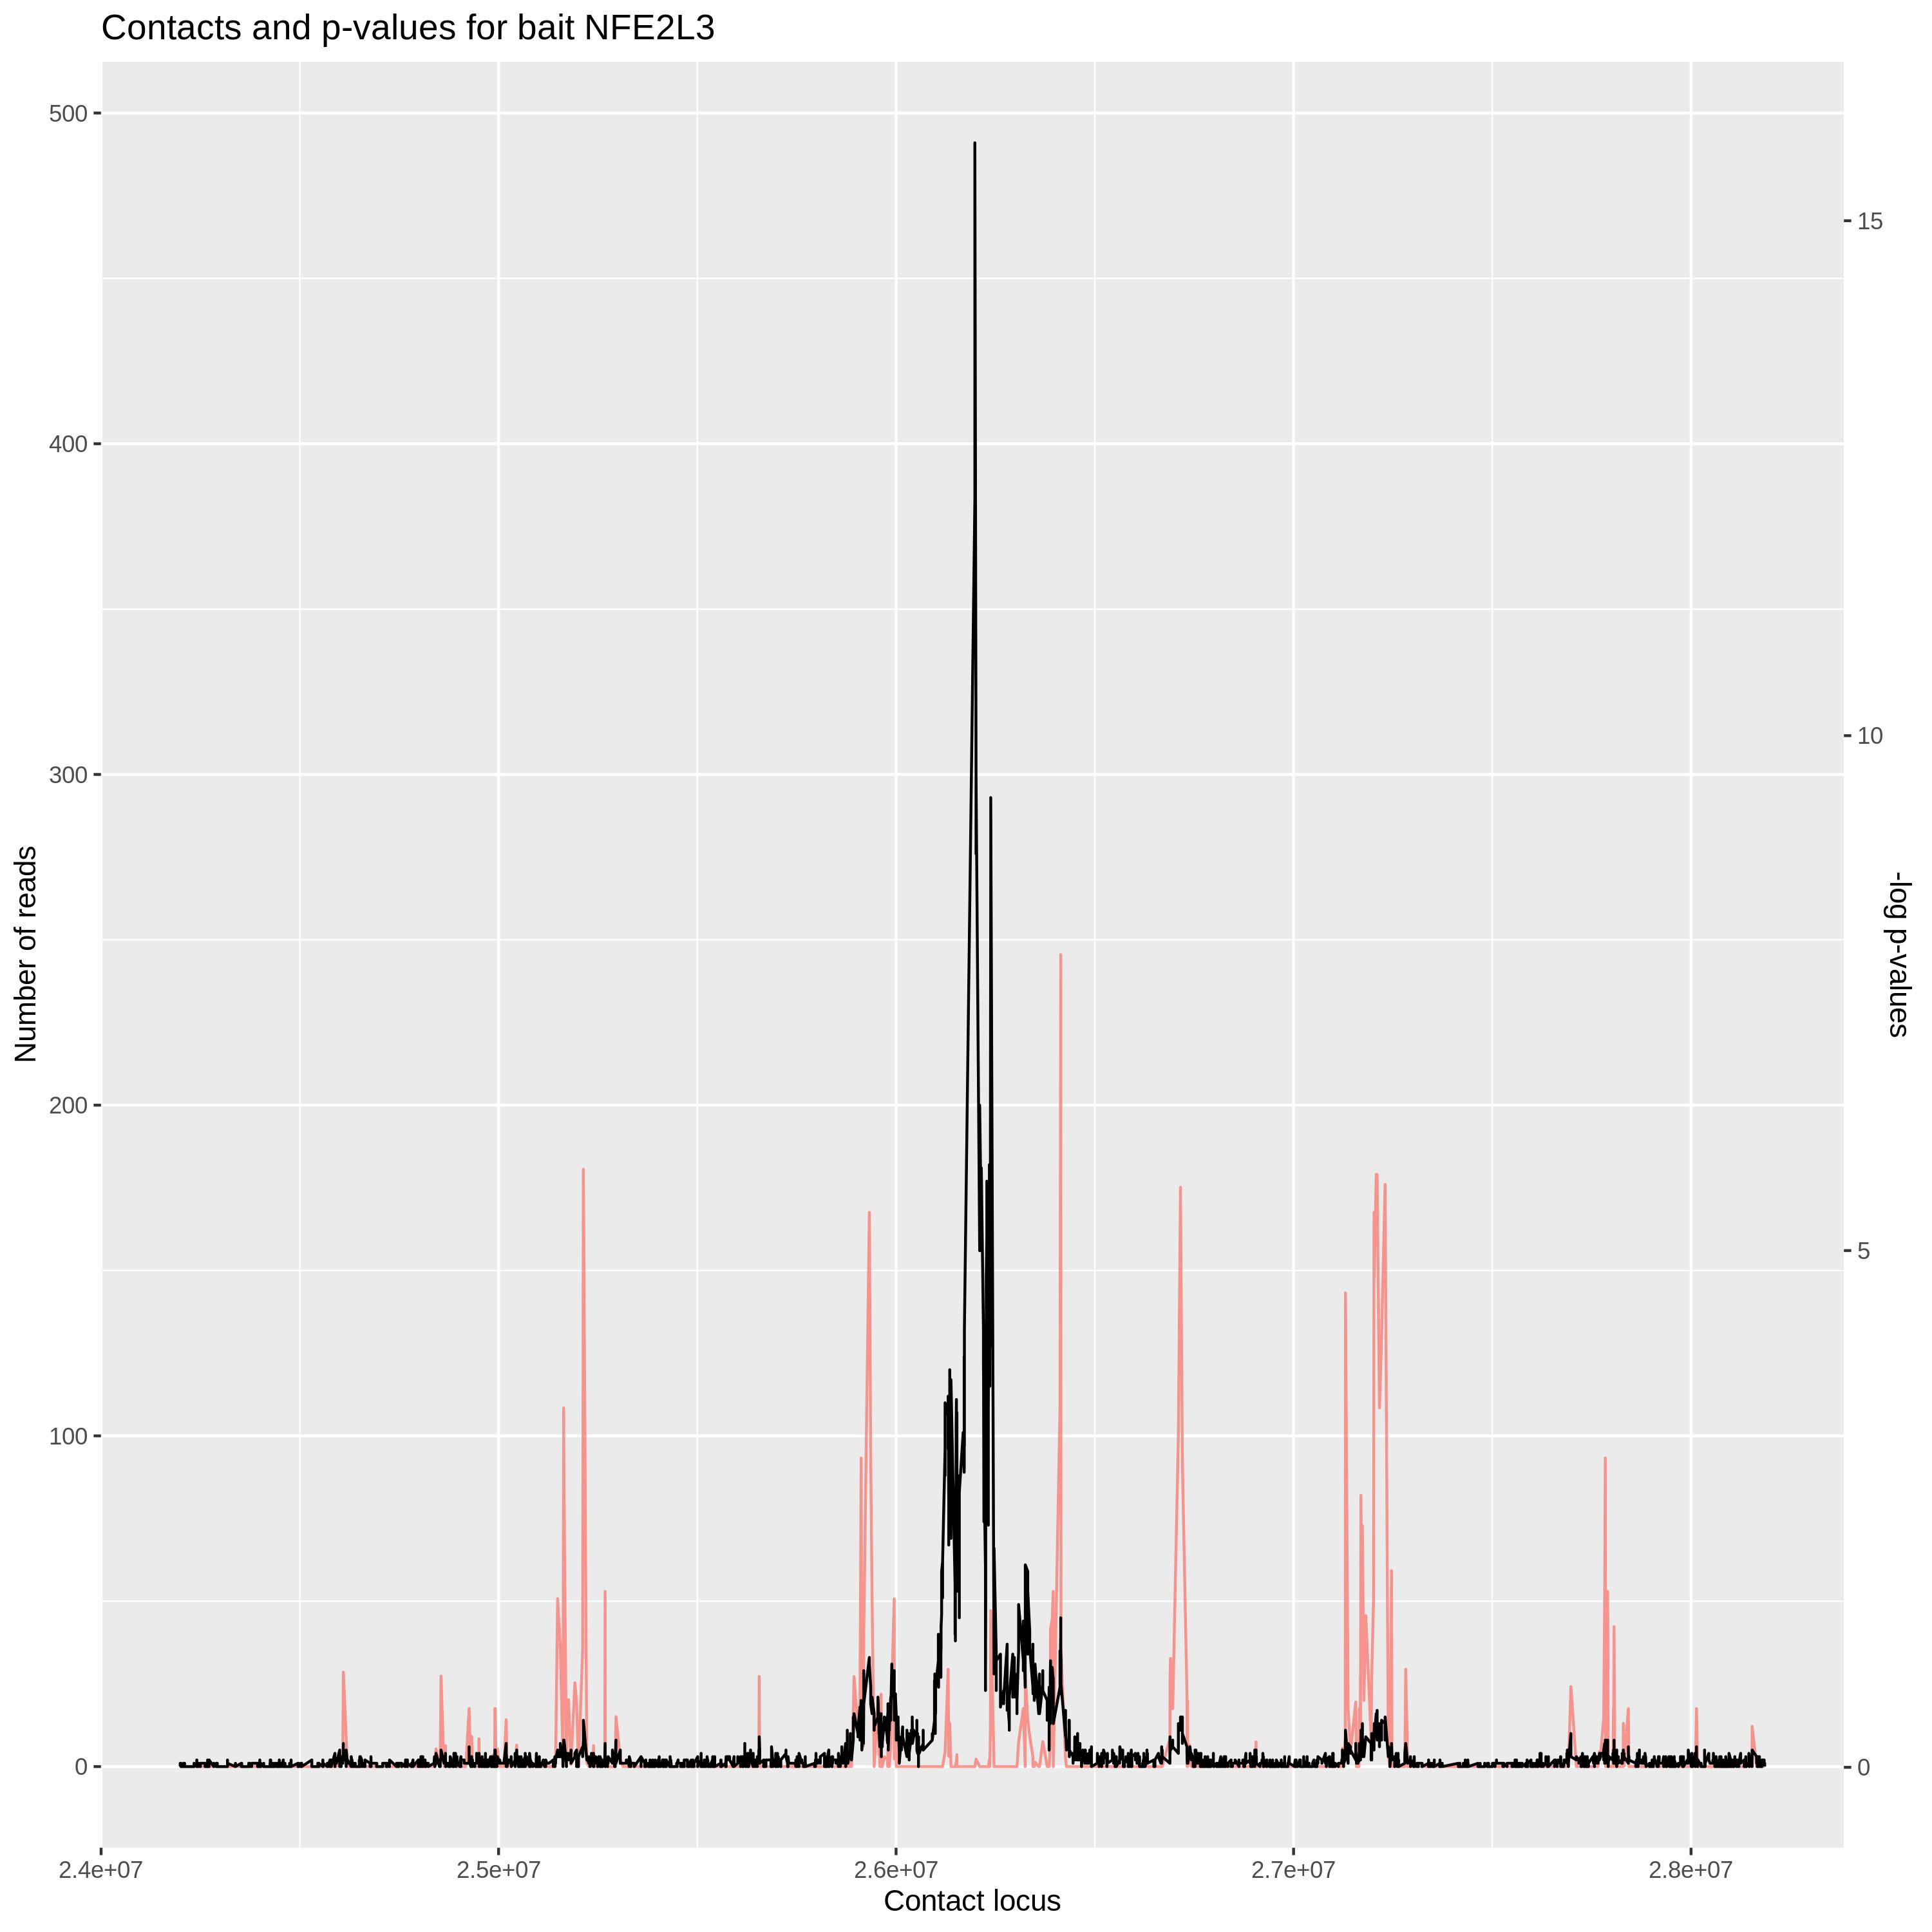 Contacts and p-values for bait NFE2L3
500
400
300
200
100
0
Number of reads
15
10
5
0
-log p-values
2.4e+07 2.5e+07 2.6e+07 2.7e+07 2.8e+07
Contact locus